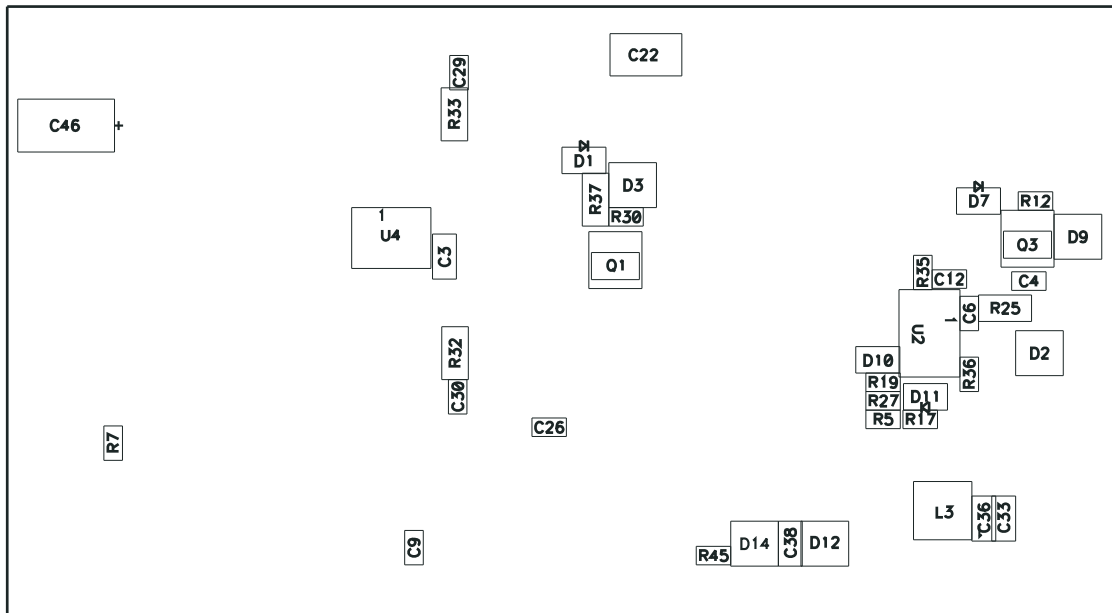 C22
C29
R33
C46 +
D1
D3
R37
D7
R12
R30
1
U4
Q3
D9
C3
Q1
R35
C12
C4
C6
R25
1
U2
R32
D2
D10
R36
R19
C30
D11
R27
R5
R17
C26
R7
L3
C36
C33
C9
D14
C38
D12
R45